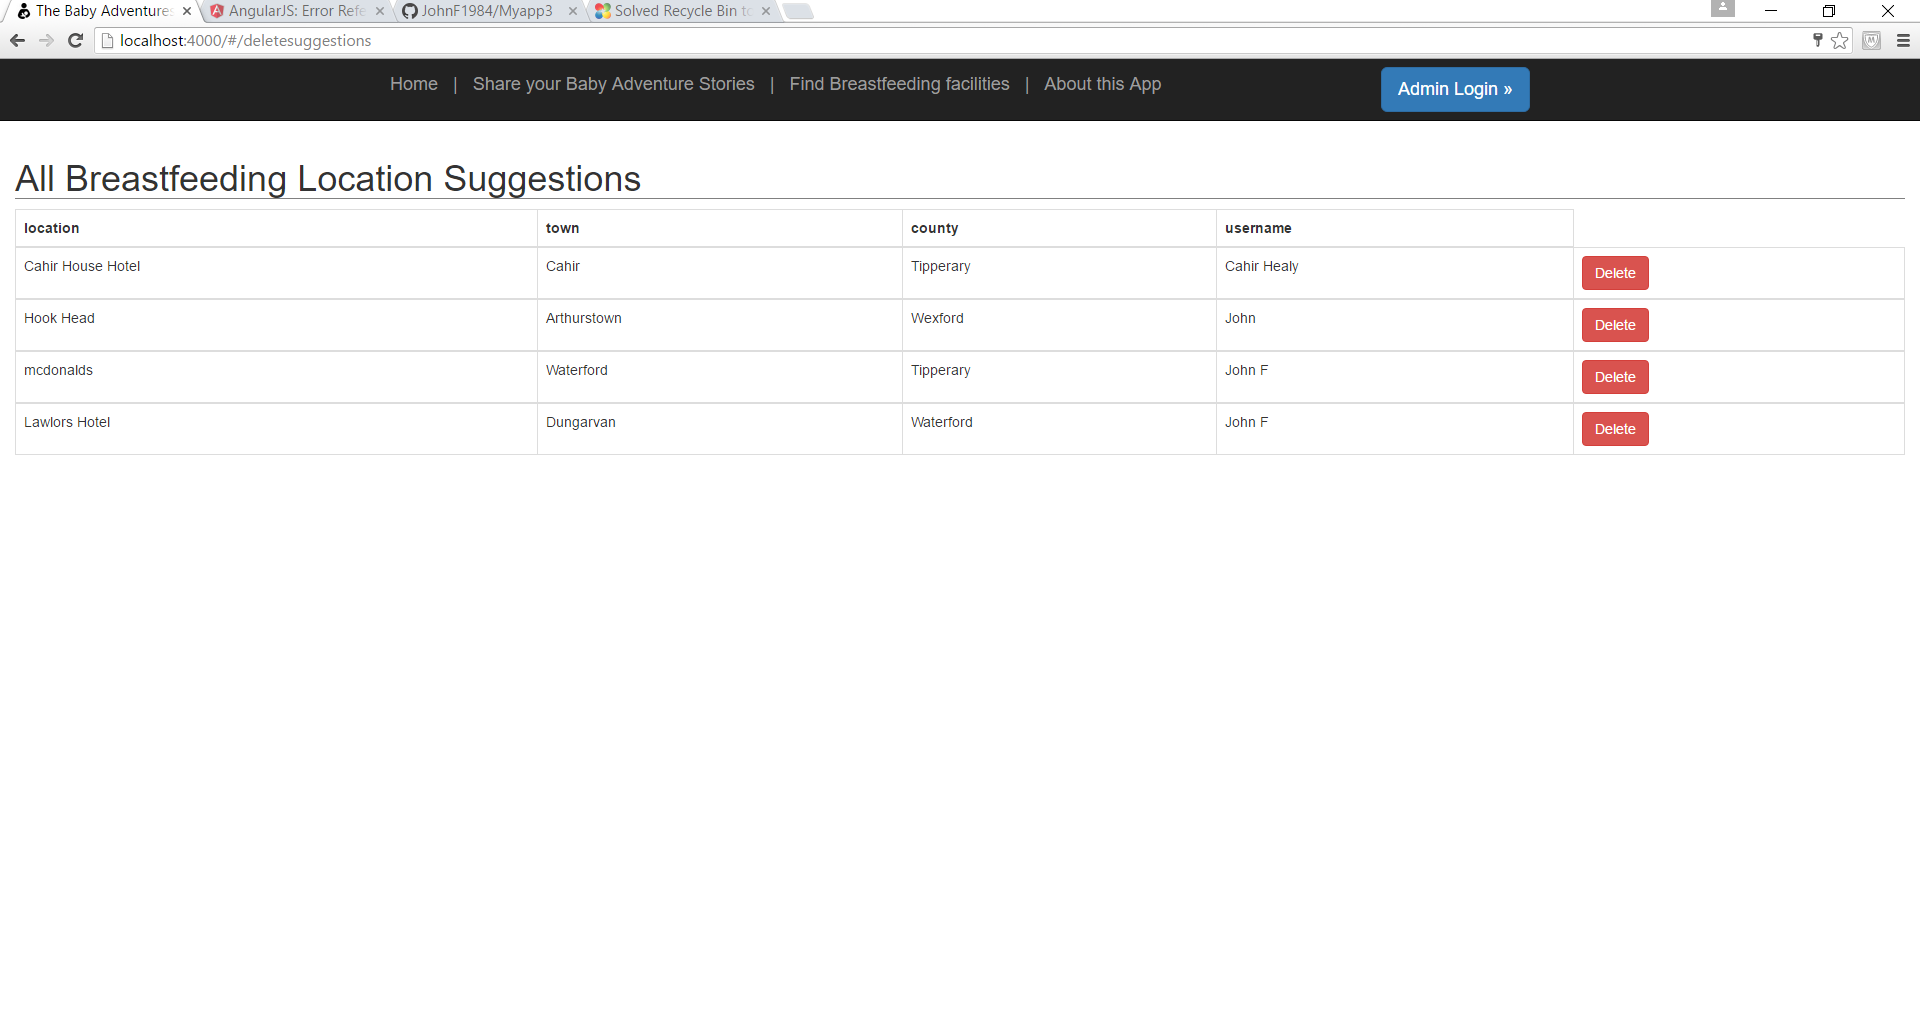 The Baby Adventures
AngularJS: Error Refe
JohnF1984/Myapp3
Solved Recycle Bin to
localhost:4000/#/deletesuggestions
Home | Share your Baby Adventure Stories | Find Breastfeeding facilities | About this App
Admin Login »
All Breastfeeding Location Suggestions
location town county username
Cahir House Hotel Cahir Tipperary Cahir Healy Delete
Hook Head Arthurstown Wexford John Delete
mcdonalds Waterford Tipperary John F Delete
Lawlors Hotel Dungarvan Waterford John F Delete